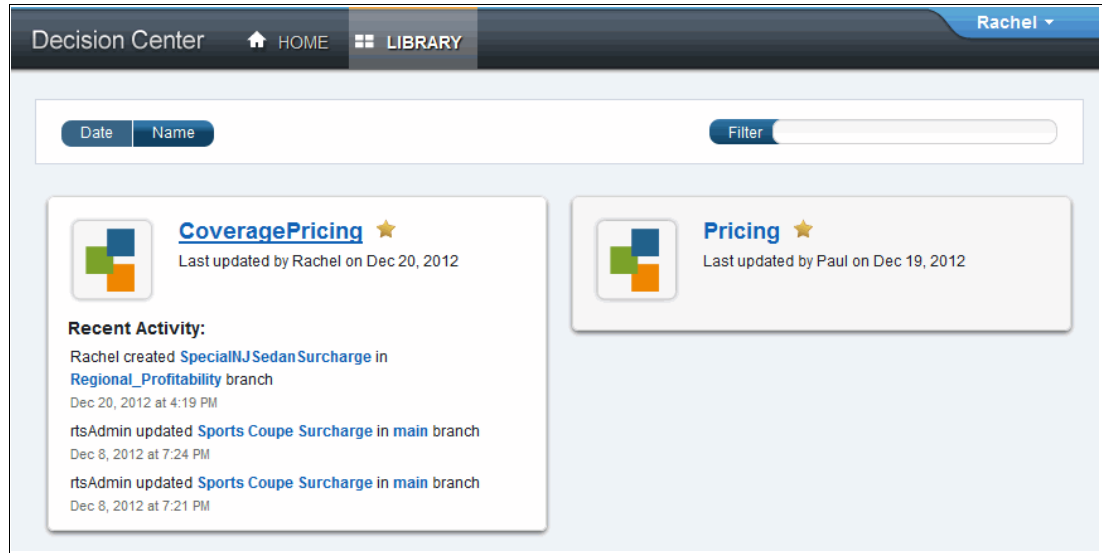 Decision Center HOME LIBRARY Rachel
Date Name Filter
CoveragePricing
Last updated by Rachel on Dec 20, 2012
Recent Activity:
Rachel created SpecialNJSedanSurcharge in
Regional_Profitability branch
Dec 20, 2012 at 4:19 PM
rtsAdmin updated Sports Coupe Surcharge in main branch
Dec 8, 2012 at 7:24 PM
rtsAdmin updated Sports Coupe Surcharge in main branch
Dec 8, 2012 at 7:21 PM
Pricing
Last updated by Paul on Dec 19, 2012